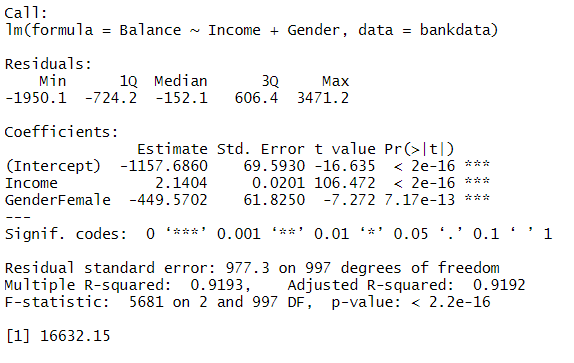 Call:
lm(formula = Balance ~ Income + Gender, data = bankdata)
Residuals:
Min 1Q Median 3Q Max
-1950.1 -724.2 -152.1 606.4 3471.2
Coefficients:
Estimate Std. Error t value Pr(>|t|)
(Intercept) -1157.6860 69.5930 -16.635 < 2e-16 ***
Income 2.1404 0.0201 106.472 < 2e-16 ***
GenderFemale -449.5702 61.8250 -7.272 7.17e-13 ***
---
Signif. codes: 0 ‘***’ 0.001 ‘**’ 0.01 ‘*’ 0.05 ‘.’ 0.1 ‘ ’ 1
Residual standard error: 977.3 on 997 degrees of freedom
Multiple R-squared: 0.9193, Adjusted R-squared: 0.9192
F-statistic: 5681 on 2 and 997 DF, p-value: < 2.2e-16
[1] 16632.15